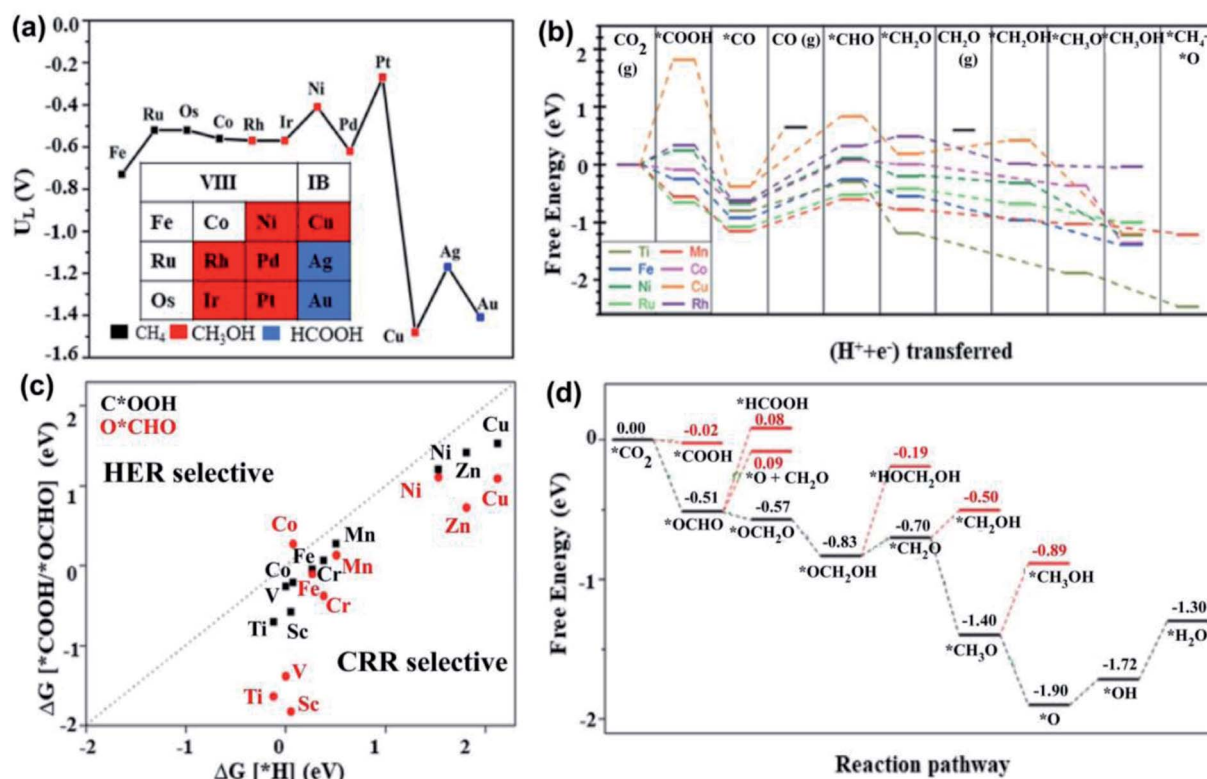 (a)
0.0
-0.2
-0.4
-0.6
-0.8
-1.0
-1.2
-1.4
-1.6
U_L (V)
Fe
Ru
Os
Co
Rh
Ir
Ni
Pd
Pt
Cu
Ag
Au
VIII IB
Fe Co Ni Cu
Ru Rh Pd Ag
Os Ir Pt Au
CH₄ CH₃OH HCOOH
(b)
Free Energy (eV)
2
1
0
-1
-2
CO₂ (g)
*COOH
*CO
CO (g)
*CHO
*CH₂O
CH₂O (g)
*CH₂OH
*CH₃O
*CH₃OH
*CH₄-
*O
Ti Mn
Fe Co
Ni Cu
Ru Rh
(H⁺+e⁻) transferred
(c)
ΔG [*COOH/*OCHO] (eV)
2
1
0
-1
-2
C*OOH
O*CHO
HER selective
CRR selective
Cu
Ni
Zn
Ni
Zn
Cu
Co
Mn
Fe
Cr
Mn
Co
Fe
V
Cr
Ti
Sc
V
Ti
Sc
-2 -1 0 1 2
ΔG [*H] (eV)
(d)
Free Energy (eV)
0
-1
-2
0.00
*CO₂
-0.02
*COOH
*HCOOH
0.08
0.09
*O + CH₂O
-0.51
*OCHO
-0.57
*OCH₂O
-0.83
*OCH₂OH
-0.19
*HOCH₂OH
-0.70
*CH₂O
-0.50
*CH₂OH
-1.40
*CH₃O
-0.89
*CH₃OH
-1.90
*O
-1.72
*OH
-1.30
*H₂O
Reaction pathway